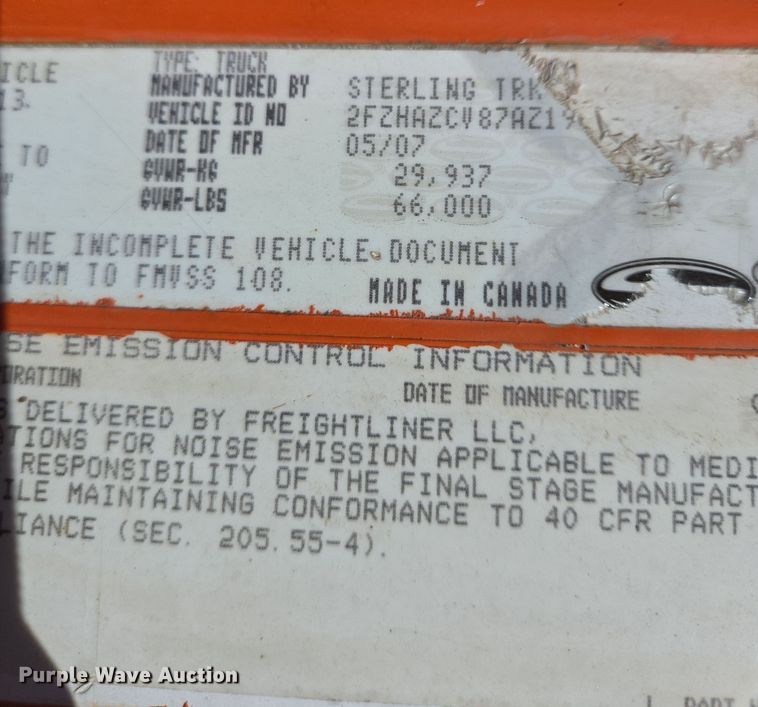 TYPE: TRUCK
ICLE MANUFACTURED BY STERLING TRK
13. VEHICLE ID NO 2FZHAZCV87AZ19
DATE OF MFR 05/07
TO GVWR-KG 29,937
GVWR-LBS 66,000
THE INCOMPLETE VEHICLE DOCUMENT
FORM TO FMVSS 108.
MADE IN CANADA
SE EMISSION CONTROL INFORMATION
ORATION
DATE OF MANUFACTURE
S DELIVERED BY FREIGHTLINER LLC,
ATIONS FOR NOISE EMISSION APPLICABLE TO MEDI
RESPONSIBILITY OF THE FINAL STAGE MANUFACT
ILE MAINTAINING CONFORMANCE TO 40 CFR PART
LIANCE (SEC. 205.55-4).
Purple Wave Auction